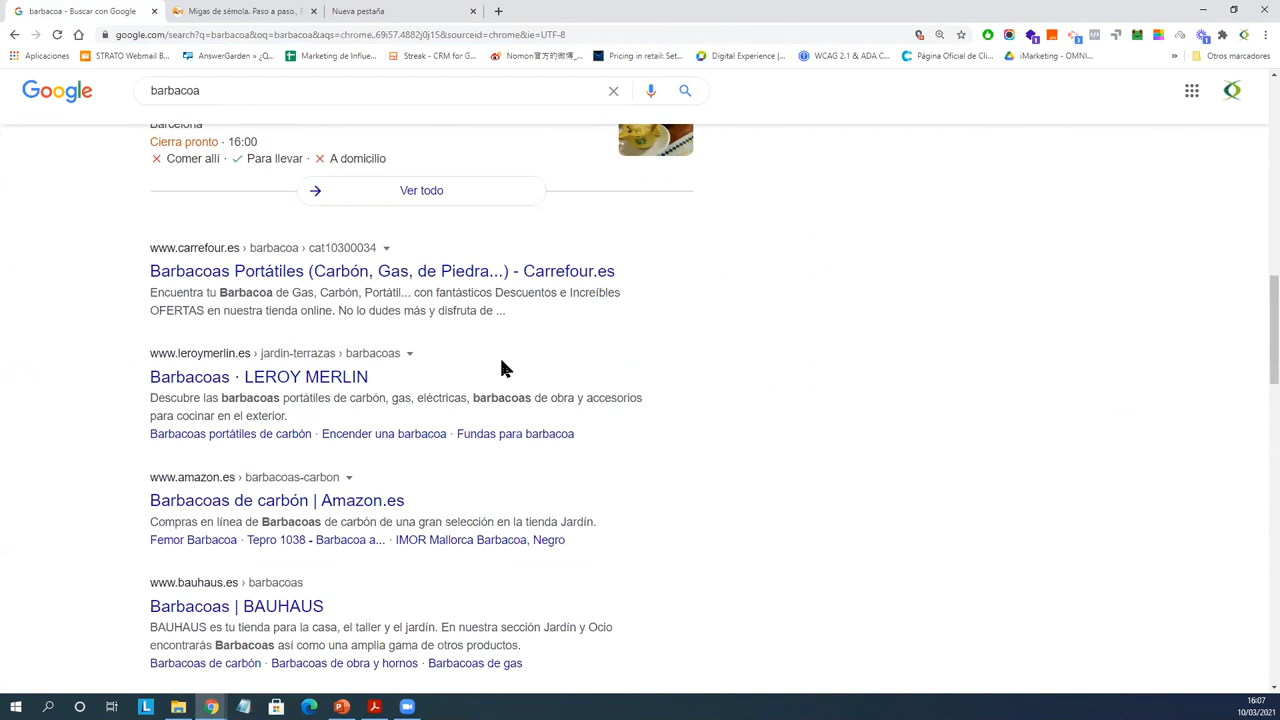 barbacoa - Buscar con Google
Migas de sémola. Paso a paso.
Nueva pestaña
google.com/search?q=barbacoa&oq=barbacoa&aqs=chrome..69i57.4882j0j15&sourceid=chrome&ie=UTF-8
Aplicaciones
STRATO Webmail B...
AnswerGarden » ¿Q...
Marketing de Influe...
Streak - CRM for G...
Nomon官方的微博_...
Pricing in retail: Set...
Digital Experience |...
WCAG 2.1 & ADA C...
Página Oficial de Cli...
iMarketing - OMNI...
»
Otros marcadores
Google
barbacoa
Barcelona
Cierra pronto · 16:00
Comer allí · Para llevar · A domicilio
Ver todo
www.carrefour.es › barbacoa › cat10300034
Barbacoas Portátiles (Carbón, Gas, de Piedra...) - Carrefour.es
Encuentra tu Barbacoa de Gas, Carbón, Portátil... con fantásticos Descuentos e Increíbles
OFERTAS en nuestra tienda online. No lo dudes más y disfruta de ...
www.leroymerlin.es › jardin-terrazas › barbacoas
Barbacoas · LEROY MERLIN
Descubre las barbacoas portátiles de carbón, gas, eléctricas, barbacoas de obra y accesorios
para cocinar en el exterior.
Barbacoas portátiles de carbón · Encender una barbacoa · Fundas para barbacoa
www.amazon.es › barbacoas-carbon
Barbacoas de carbón | Amazon.es
Compras en línea de Barbacoas de carbón de una gran selección en la tienda Jardín.
Femor Barbacoa · Tepro 1038 - Barbacoa a... · IMOR Mallorca Barbacoa, Negro
www.bauhaus.es › barbacoas
Barbacoas | BAUHAUS
BAUHAUS es tu tienda para la casa, el taller y el jardín. En nuestra sección Jardín y Ocio
encontrarás Barbacoas así como una amplia gama de otros productos.
Barbacoas de carbón · Barbacoas de obra y hornos · Barbacoas de gas
16:07
10/03/2021